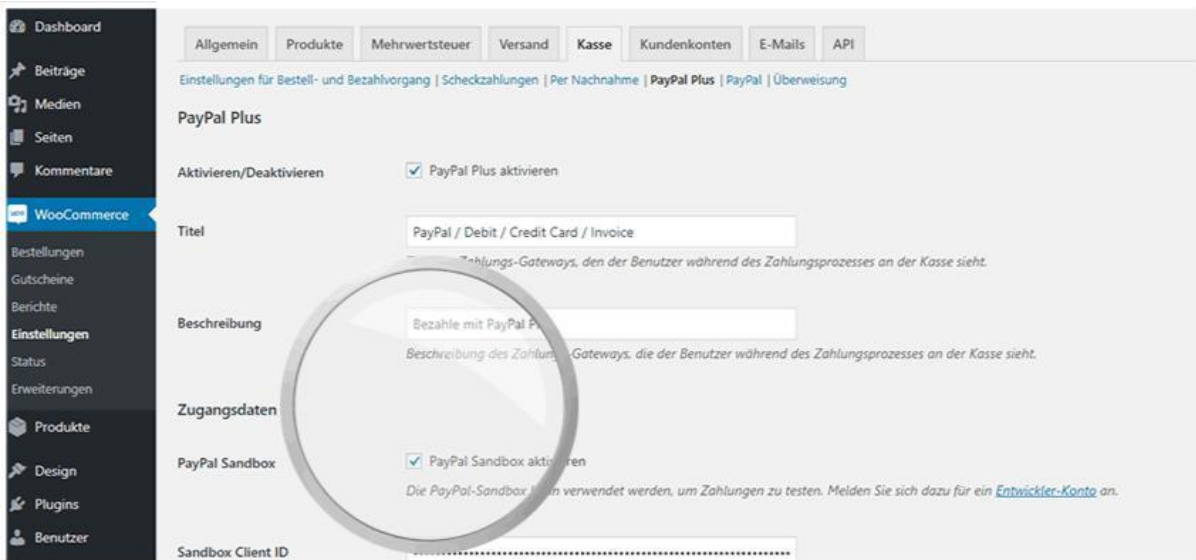 Dashboard
Beiträge
Medien
Seiten
Kommentare
WooCommerce
Bestellungen
Gutscheine
Berichte
Einstellungen
Status
Erweiterungen
Produkte
Design
Plugins
Benutzer
Allgemein Produkte Mehrwertsteuer Versand Kasse Kundenkonten E-Mails API
Einstellungen für Bestell- und Bezahlvorgang | Scheckzahlungen | Per Nachnahme | PayPal Plus | PayPal | Überweisung
PayPal Plus
Aktivieren/Deaktivieren PayPal Plus aktivieren
Titel PayPal / Debit / Credit Card / Invoice
Zahlungs-Gateways, den der Benutzer während des Zahlungsprozesses an der Kasse sieht.
Beschreibung Bezahle mit PayPal
Beschreibung des Zahlungs-Gateways, die der Benutzer während des Zahlungsprozesses an der Kasse sieht.
Zugangsdaten
PayPal Sandbox PayPal Sandbox aktivieren
Die PayPal-Sandbox verwendet werden, um Zahlungen zu testen. Melden Sie sich dazu für ein Entwickler-Konto an.
Sandbox Client ID